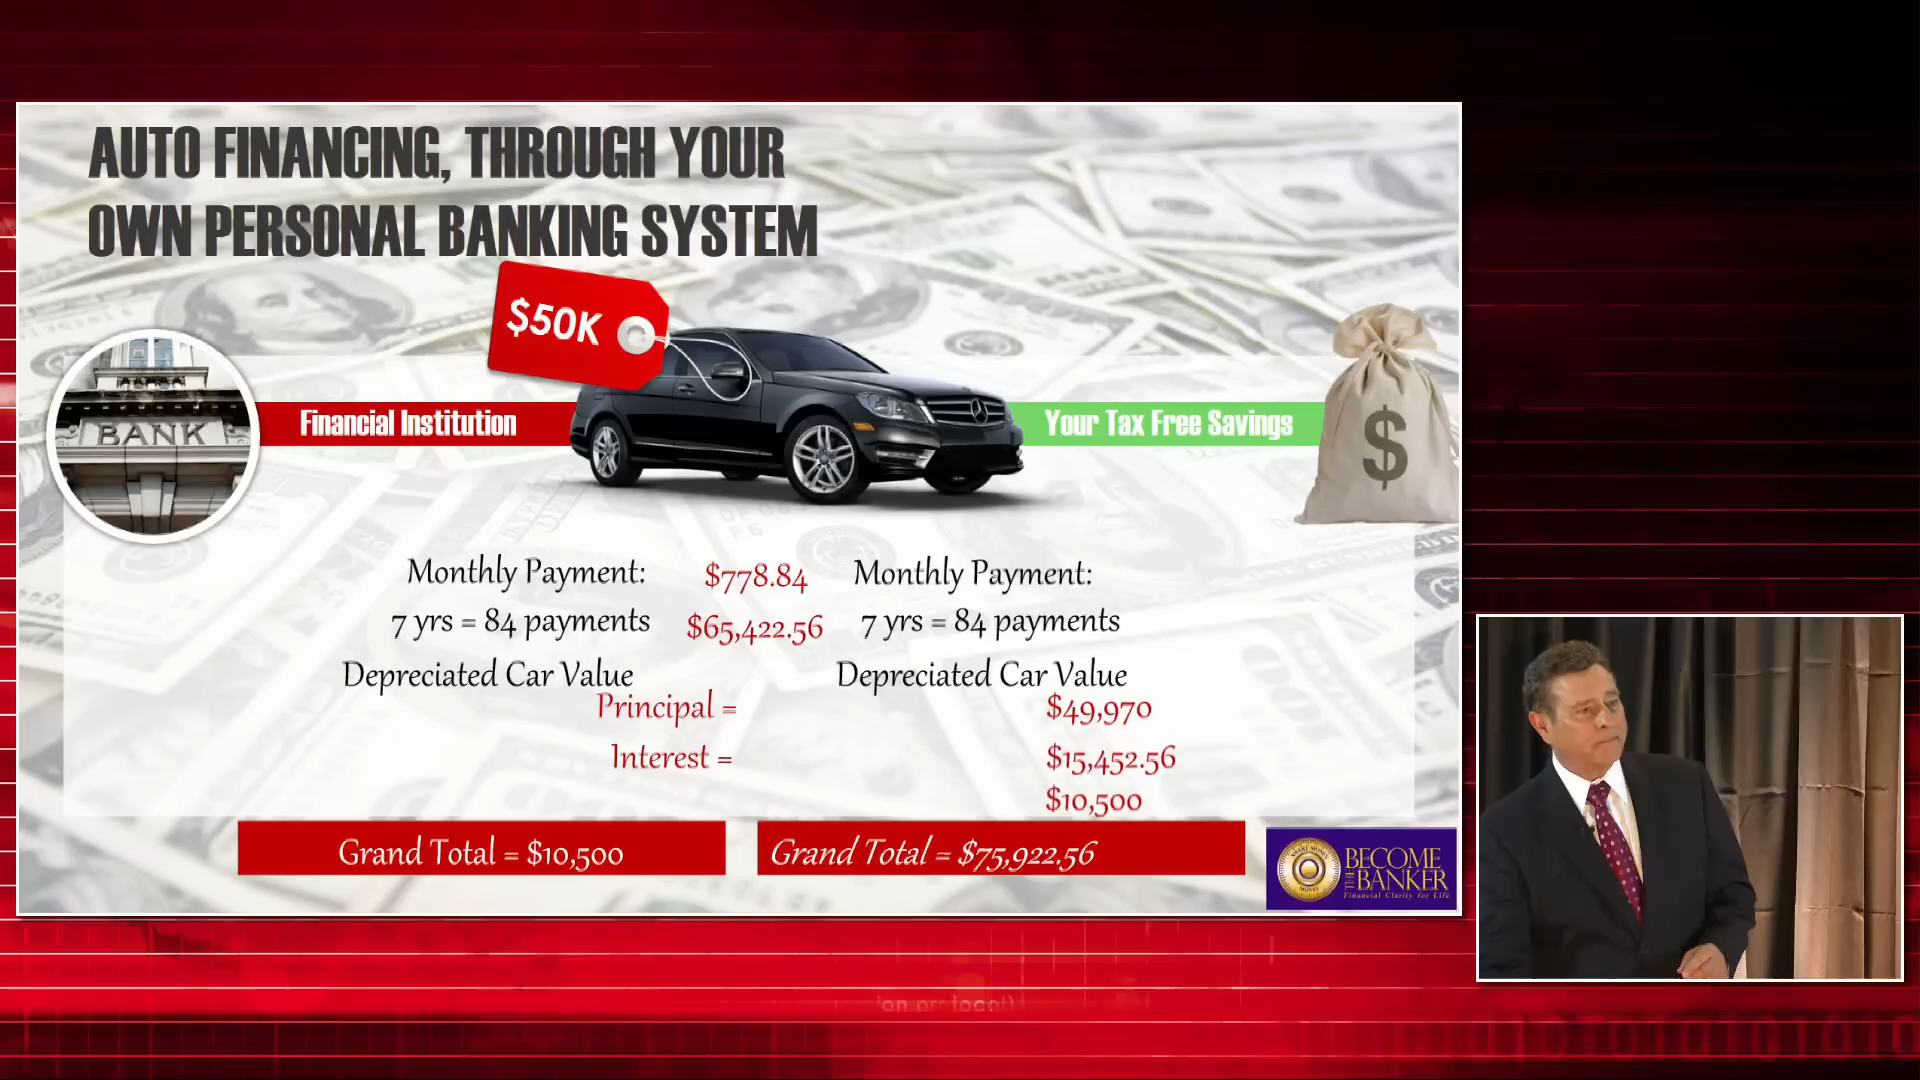 AUTO FINANCING, THROUGH YOUR
OWN PERSONAL BANKING SYSTEM
$50K
BANK
Financial Institution
Your Tax Free Savings
$
Monthly Payment: $778.84
7 yrs = 84 payments $65,422.56
Depreciated Car Value
Monthly Payment:
7 yrs = 84 payments
Depreciated Car Value
Principal = $49,970
Interest = $15,452.56
$10,500
Grand Total = $10,500
Grand Total = $75,922.56
BECOME
THE BANKER
Financial Clarity for Life